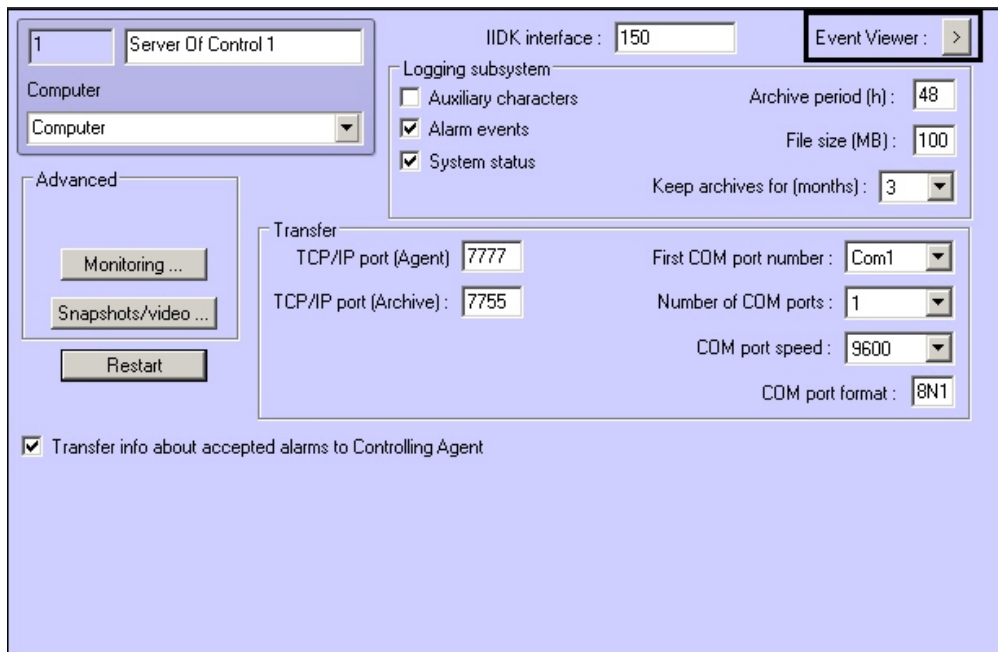 1
Server Of Control 1
Computer
Computer
IIDK interface : 150
Event Viewer : >
Logging subsystem
Auxiliary characters
Alarm events
System status
Archive period (h) : 48
File size (MB) : 100
Keep archives for (months) : 3
Advanced
Monitoring ...
Snapshots/video ...
Restart
Transfer
TCP/IP port (Agent) 7777
TCP/IP port (Archive) : 7755
First COM port number : Com1
Number of COM ports : 1
COM port speed : 9600
COM port format : 8N1
Transfer info about accepted alarms to Controlling Agent